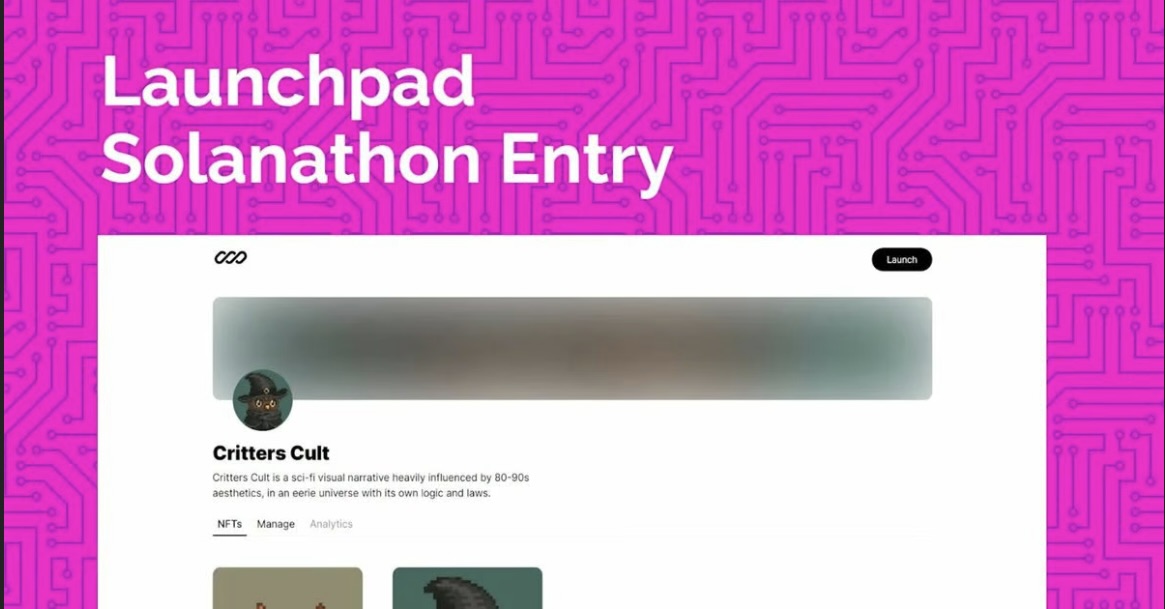 Launchpad
Solanathon Entry
Launch
Critters Cult
Critters Cult is a sci-fi visual narrative heavily influenced by 80-90s
aesthetics, in an eerie universe with its own logic and laws.
NFTs Manage Analytics